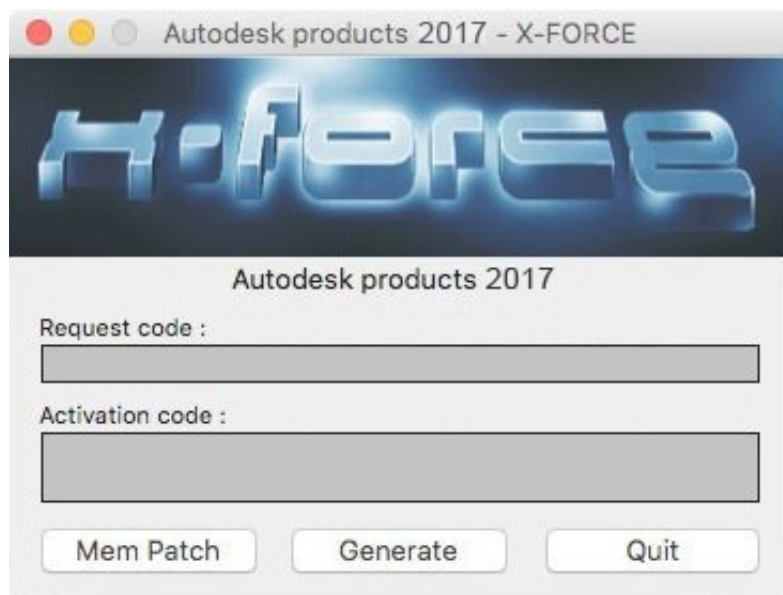 Autodesk products 2017 - X-FORCE
x-force
Autodesk products 2017
Request code :
Activation code :
Mem Patch Generate Quit